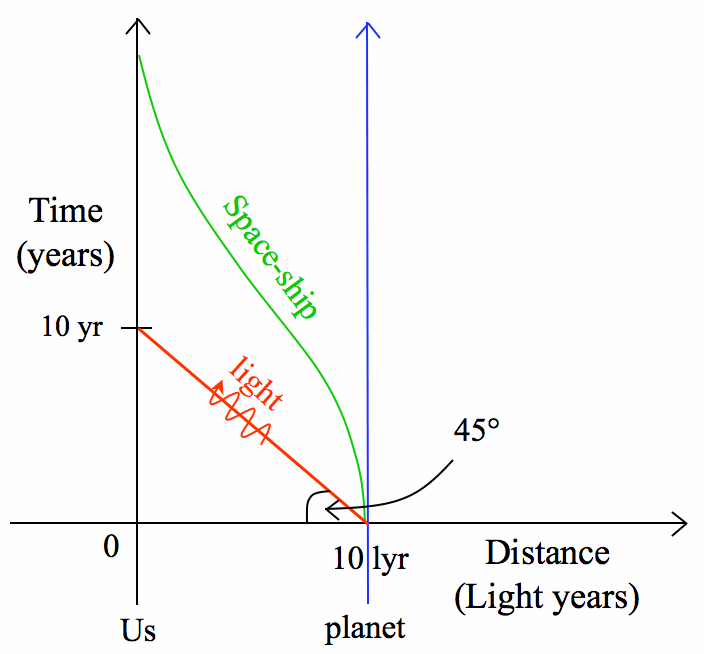 Time
(years)
Space-ship
10 yr
light
45°
0
10 lyr
Distance
(Light years)
Us
planet